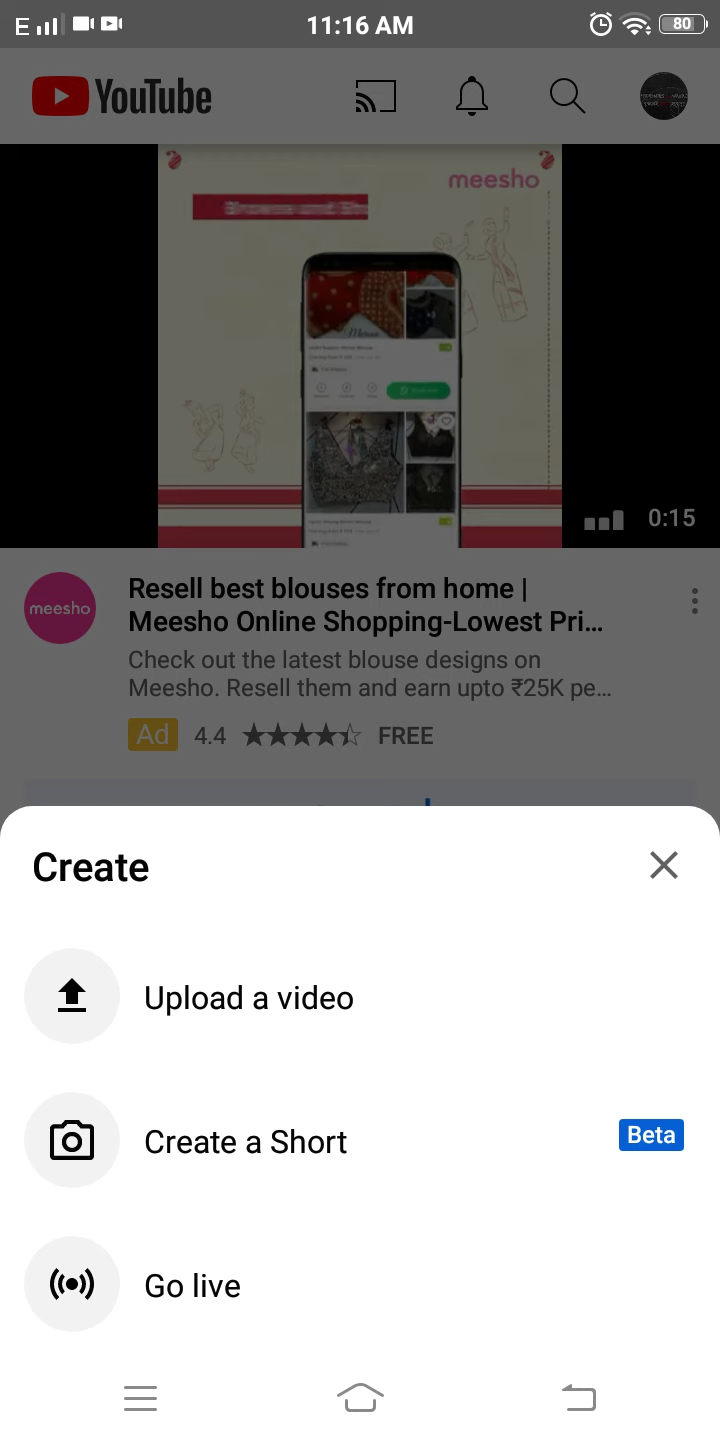 E
11:16 AM
80
YouTube
meesho
0:15
meesho
Resell best blouses from home |
Meesho Online Shopping-Lowest Pri...
Check out the latest blouse designs on
Meesho. Resell them and earn upto ₹25K pe...
Ad 4.4 FREE
Create
Upload a video
Create a Short
Beta
Go live